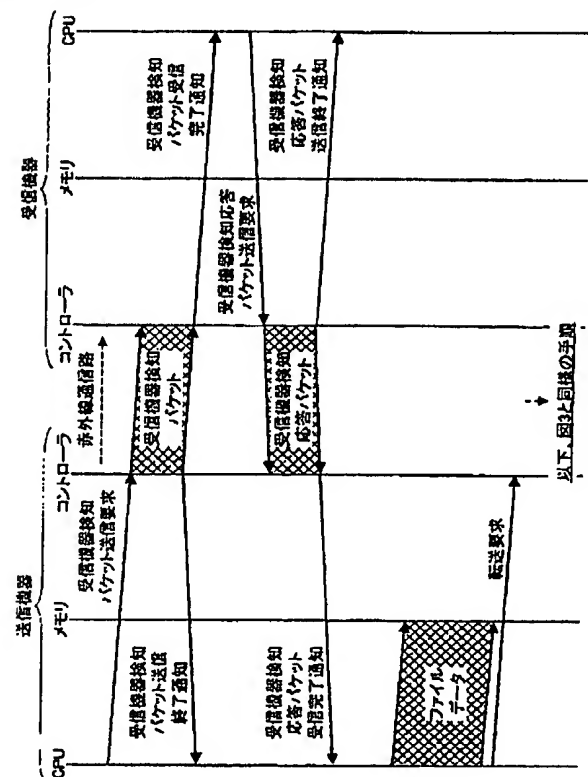 送信機器
受信機器
CPU
メモリ
コントローラ
赤外線通信路
コントローラ
メモリ
CPU
受信機器検知
パケット送信要求
受信機器検知
パケット
受信機器検知
パケット送信
終了通知
受信機器検知
パケット受信
完了通知
受信機器検知応答
パケット送信要求
受信機器検知
応答パケット
受信機器検知
応答パケット
受信完了通知
受信機器検知
応答パケット
送信終了通知
ファイル
データ
転送要求
以下、図3と同様の手順